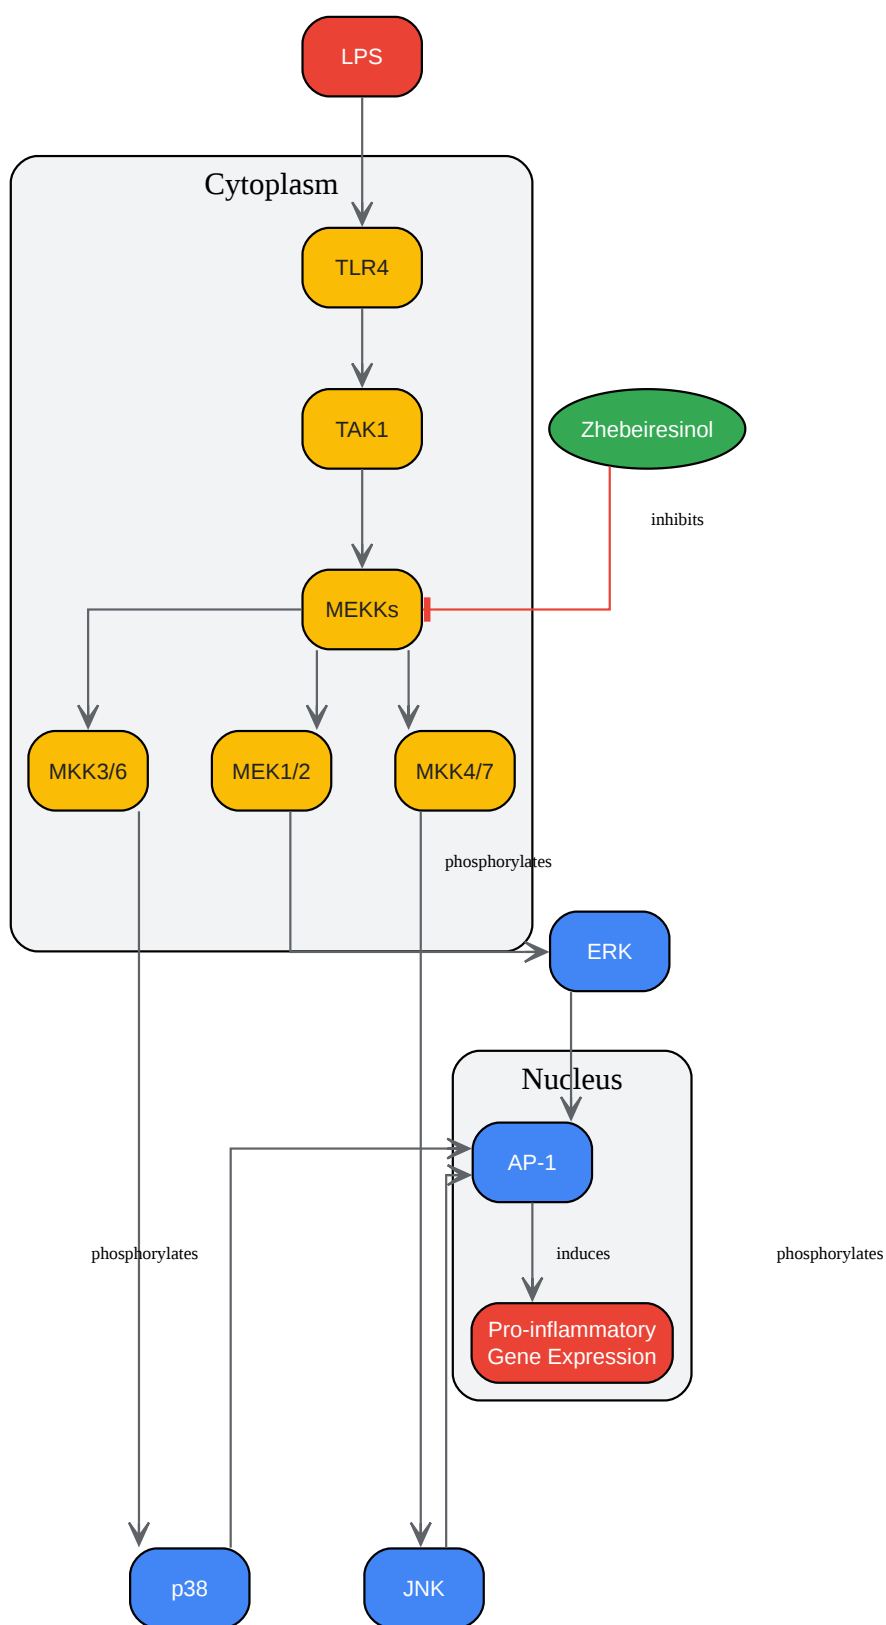 LPS
Cytoplasm
TLR4
TAK1
Zhebeiresinol
inhibits
MEKKs
MKK3/6
MEK1/2
MKK4/7
phosphorylates
ERK
Nucleus
AP-1
phosphorylates
induces
phosphorylates
Pro-inflammatory
Gene Expression
p38
JNK